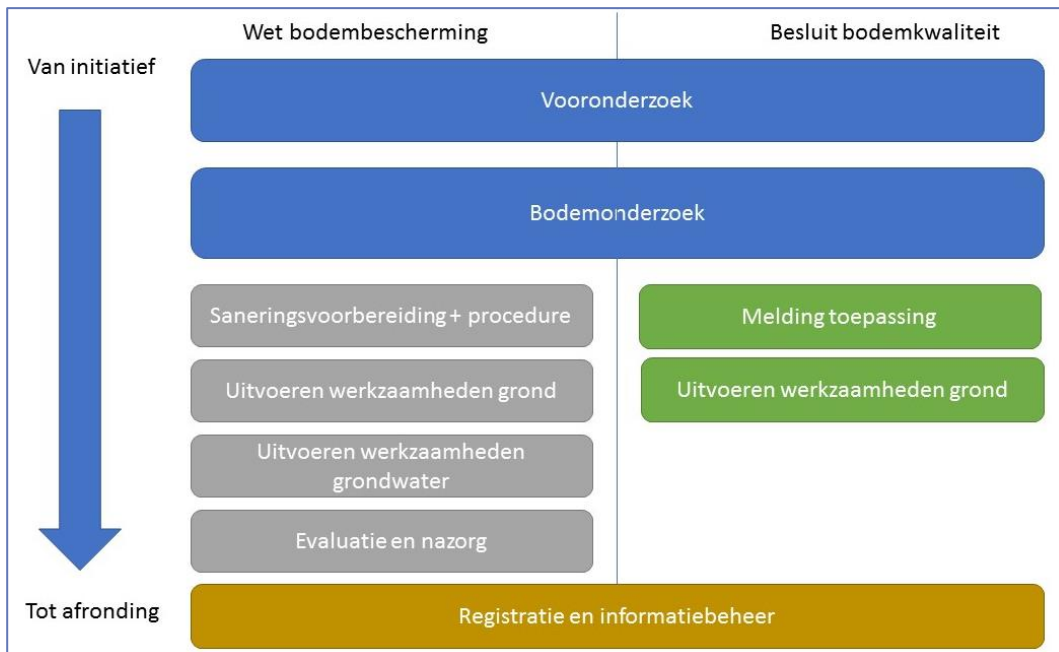 Wet bodembescherming
Besluit bodemkwaliteit
Van initiatief
Vooronderzoek
Bodemonderzoek
Saneringsvoorbereiding + procedure
Melding toepassing
Uitvoeren werkzaamheden grond
Uitvoeren werkzaamheden grond
Uitvoeren werkzaamheden
grondwater
Evaluatie en nazorg
Tot afronding
Registratie en informatiebeheer